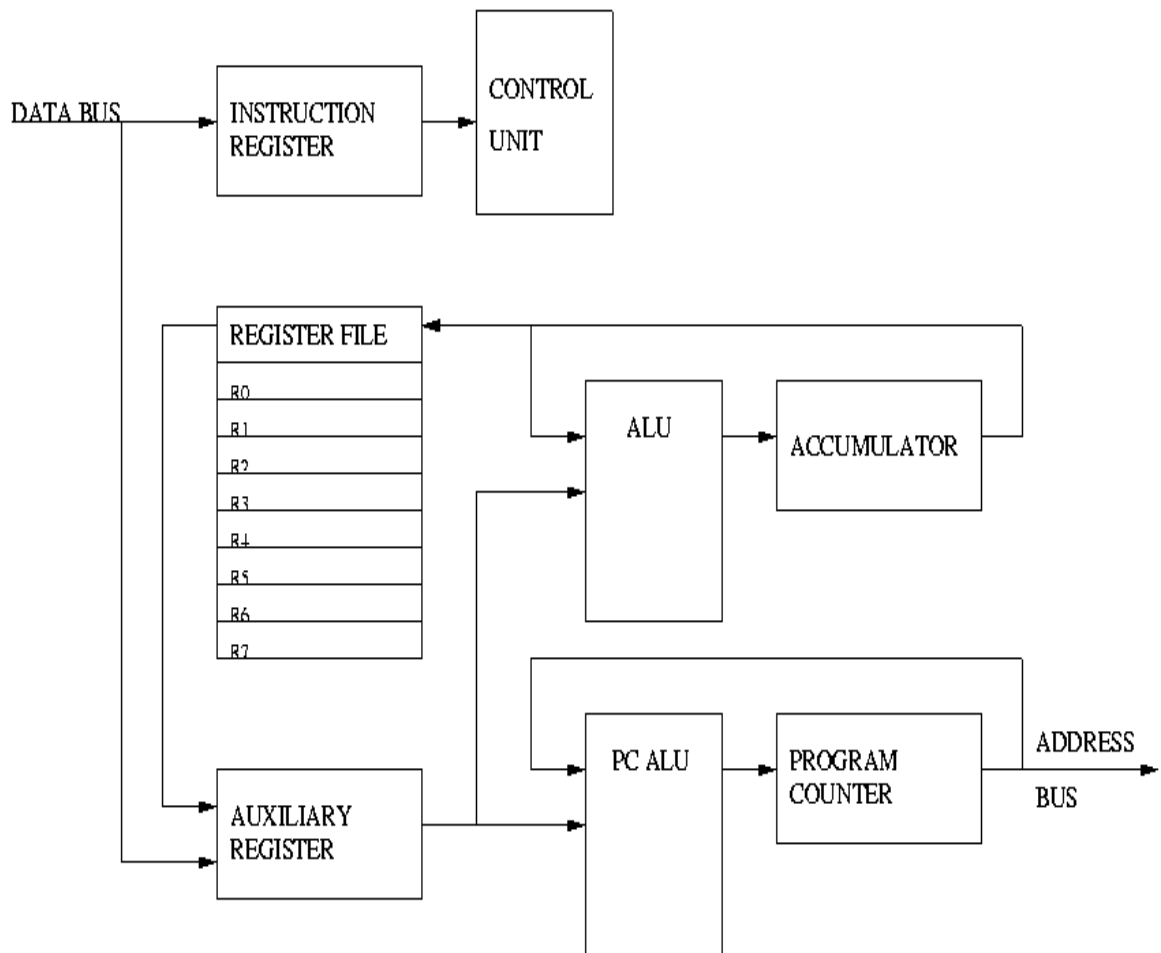 CONTROL
UNIT
DATA BUS
INSTRUCTION
REGISTER
REGISTER FILE
R0
R1
R2
R3
R4
R5
R6
R7
ALU
ACCUMULATOR
PC ALU
PROGRAM
COUNTER
ADDRESS
BUS
AUXILIARY
REGISTER